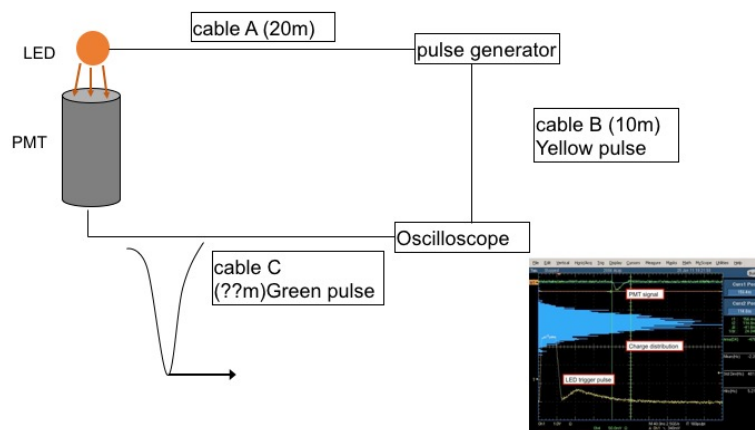 cable A (20m)
LED
pulse generator
PMT
cable B (10m)
Yellow pulse
Oscilloscope
cable C
(??m)Green pulse
PMT signal
Charge distribution
LED trigger pulse